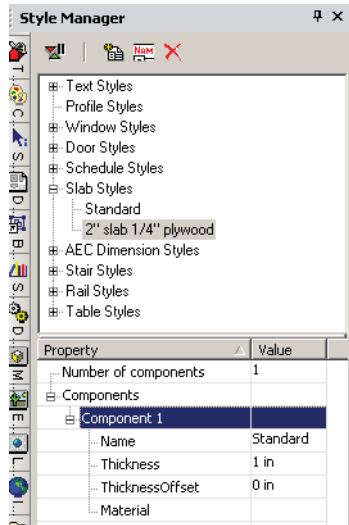 Style Manager
NAM
Text Styles
Profile Styles
Window Styles
Door Styles
Schedule Styles
Slab Styles
Standard
2" slab 1/4" plywood
AEC Dimension Styles
Stair Styles
Rail Styles
Table Styles
Property Value
Number of components 1
Components
Component 1
Name Standard
Thickness 1 in
ThicknessOffset 0 in
Material
T...
C...
S...
D...
B...
S...
D...
M...
E...
L...
I...